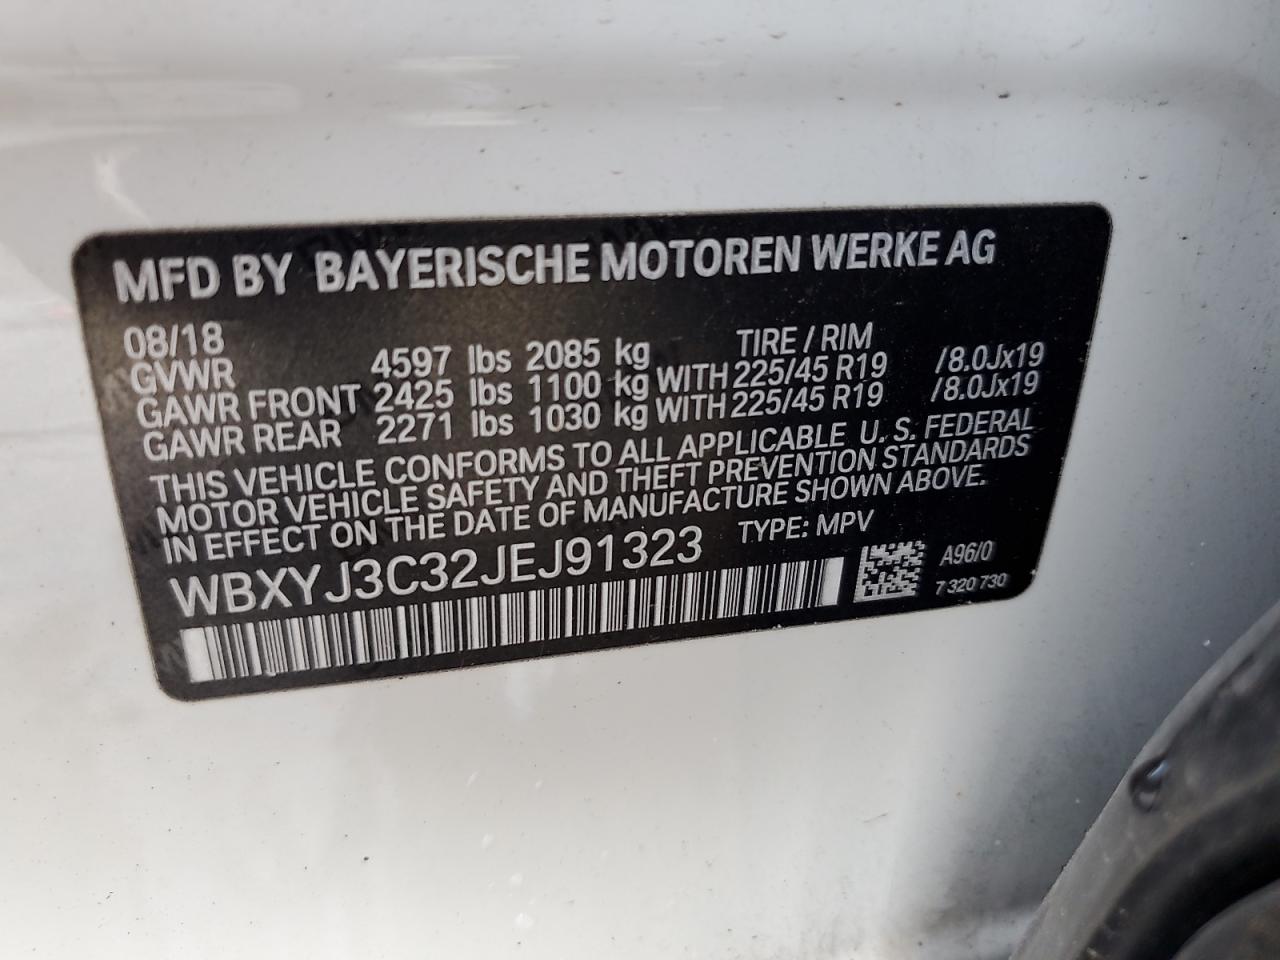 MFD BY BAYERISCHE MOTOREN WERKE AG
08/18 TIRE / RIM
GVWR 4597 lbs 2085 kg
GAWR FRONT 2425 lbs 1100 kg WITH 225/45 R19 /8.0Jx19
GAWR REAR 2271 lbs 1030 kg WITH 225/45 R19 /8.0Jx19
THIS VEHICLE CONFORMS TO ALL APPLICABLE U. S. FEDERAL
MOTOR VEHICLE SAFETY AND THEFT PREVENTION STANDARDS
IN EFFECT ON THE DATE OF MANUFACTURE SHOWN ABOVE.
WBXYJ3C32JEJ91323 TYPE: MPV
A96/0
7 320 730